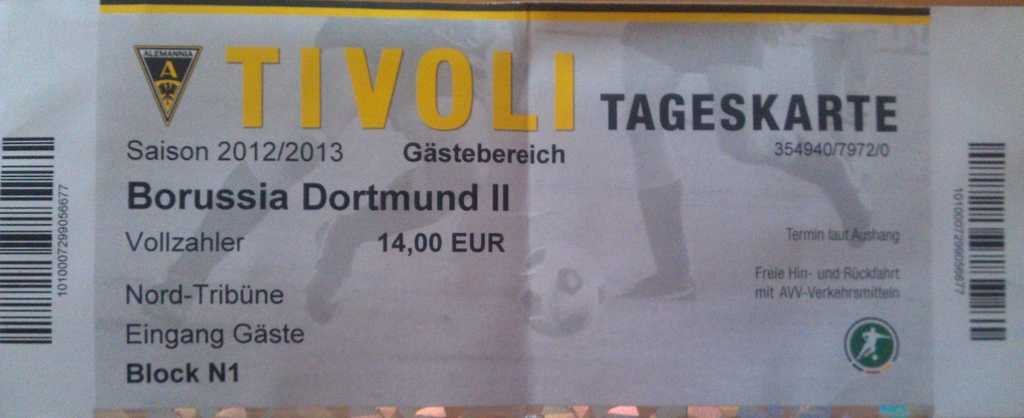 ALEMANNIA
A
TIVOLI TAGESKARTE
Saison 2012/2013 Gästebereich 354940/7972/0
Borussia Dortmund II
Vollzahler 14,00 EUR
Termin laut Aushang
Freie Hin- und Rückfahrt
mit AVV-Verkehrsmitteln
Nord-Tribüne
Eingang Gäste
Block N1
1010007299056677
1010007299056677